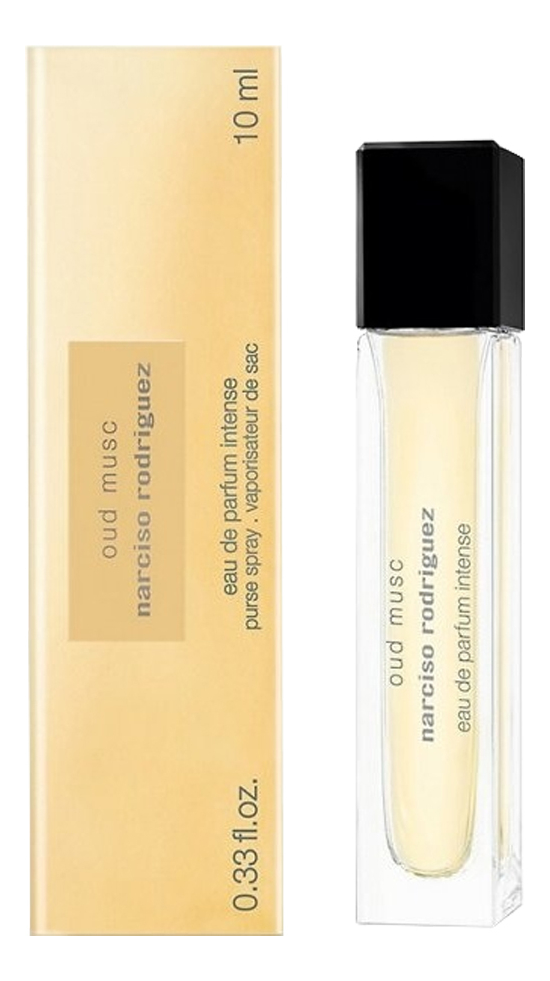 10 ml
oud musc
narciso rodriguez
eau de parfum intense
purse spray . vaporisateur de sac
0.33 fl.oz.
oud musc
narciso rodriguez
eau de parfum intense